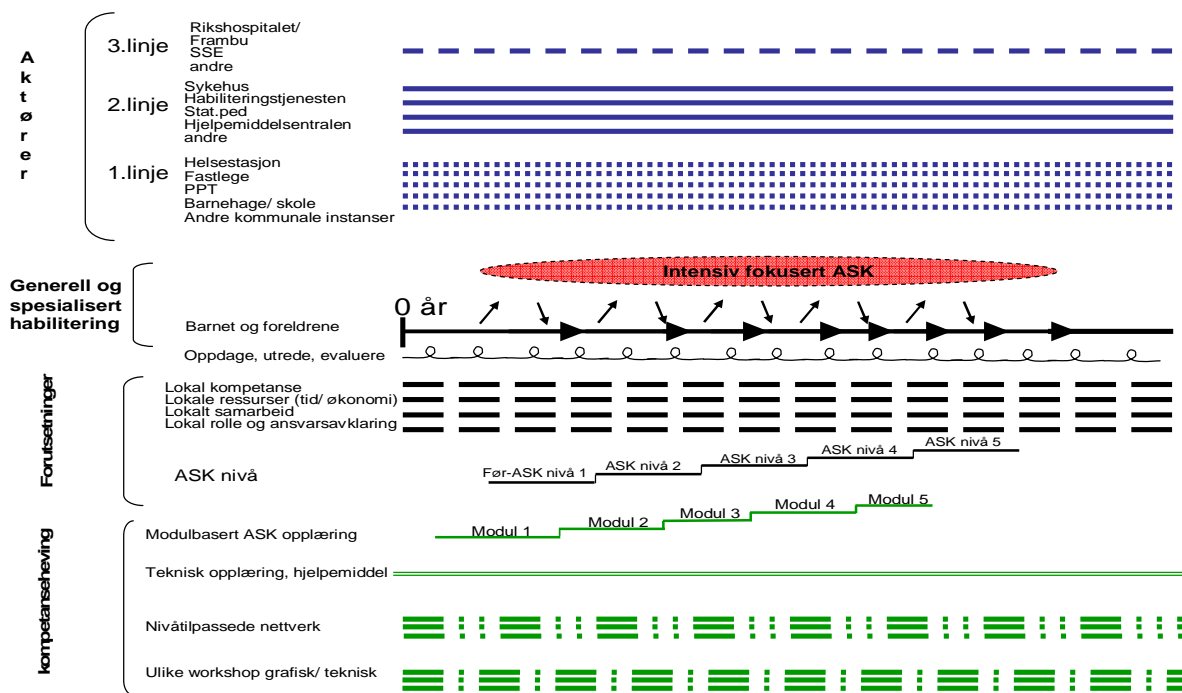 Aktører
3.linje
Rikshospitalet/
Frambu
SSE
andre
2.linje
Sykehus
Habiliteringstjenesten
Stat.ped
Hjelpemiddelsentralen
andre
1.linje
Helsestasjon
Fastlege
PPT
Barnehage/ skole
Andre kommunale instanser
Generell og
spesialisert
habilitering
Intensiv fokusert ASK
0 år
Barnet og foreldrene
Oppdage, utrede, evaluere
Forutsetninger
Lokal kompetanse
Lokale ressurser (tid/ økonomi)
Lokalt samarbeid
Lokal rolle og ansvarsavklaring
ASK nivå
Før-ASK nivå 1
ASK nivå 2
ASK nivå 3
ASK nivå 4
ASK nivå 5
kompetanseheving
Modulbasert ASK opplæring
Modul 1
Modul 2
Modul 3
Modul 4
Modul 5
Teknisk opplæring, hjelpemiddel
Nivåtilpassede nettverk
Ulike workshop grafisk/ teknisk